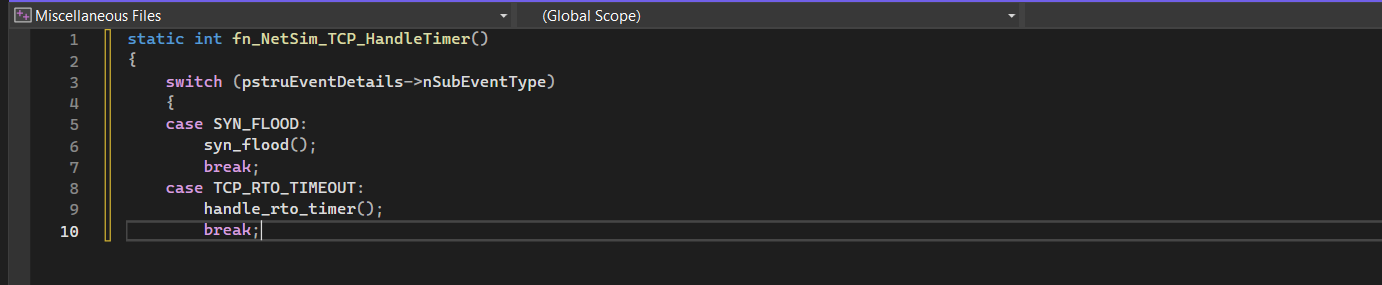 Miscellaneous Files (Global Scope)
1 static int fn_NetSim_TCP_HandleTimer()
2 {
3     switch (pstruEventDetails->nSubEventType)
4     {
5     case SYN_FLOOD:
6         syn_flood();
7         break;
8     case TCP_RTO_TIMEOUT:
9         handle_rto_timer();
10         break;